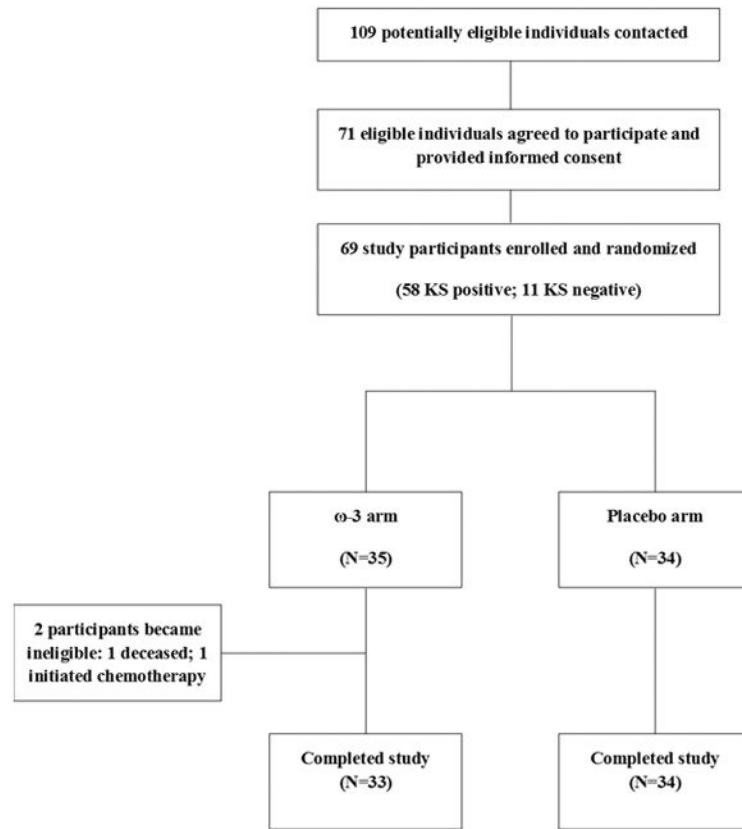 109 potentially eligible individuals contacted
71 eligible individuals agreed to participate and
provided informed consent
69 study participants enrolled and randomized
(58 KS positive; 11 KS negative)
ω-3 arm
(N=35)
Placebo arm
(N=34)
2 participants became
ineligible: 1 deceased; 1
initiated chemotherapy
Completed study
(N=33)
Completed study
(N=34)